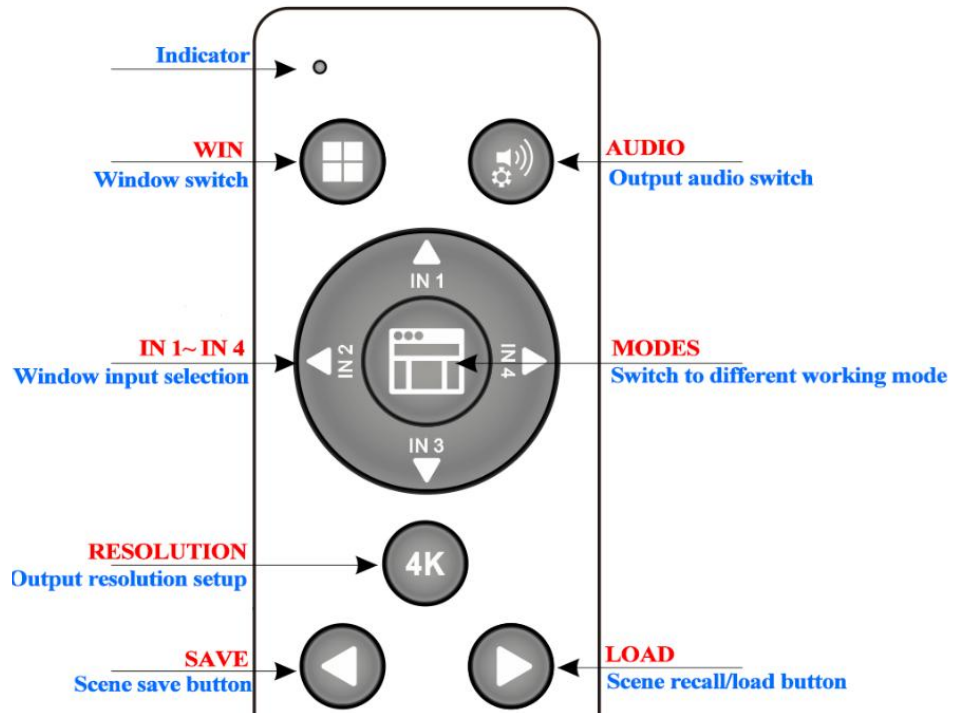 Indicator
WIN
Window switch
AUDIO
Output audio switch
IN 1
IN 2
IN 4
IN 3
IN 1~ IN 4
Window input selection
MODES
Switch to different working mode
RESOLUTION
Output resolution setup
4K
SAVE
Scene save button
LOAD
Scene recall/load button